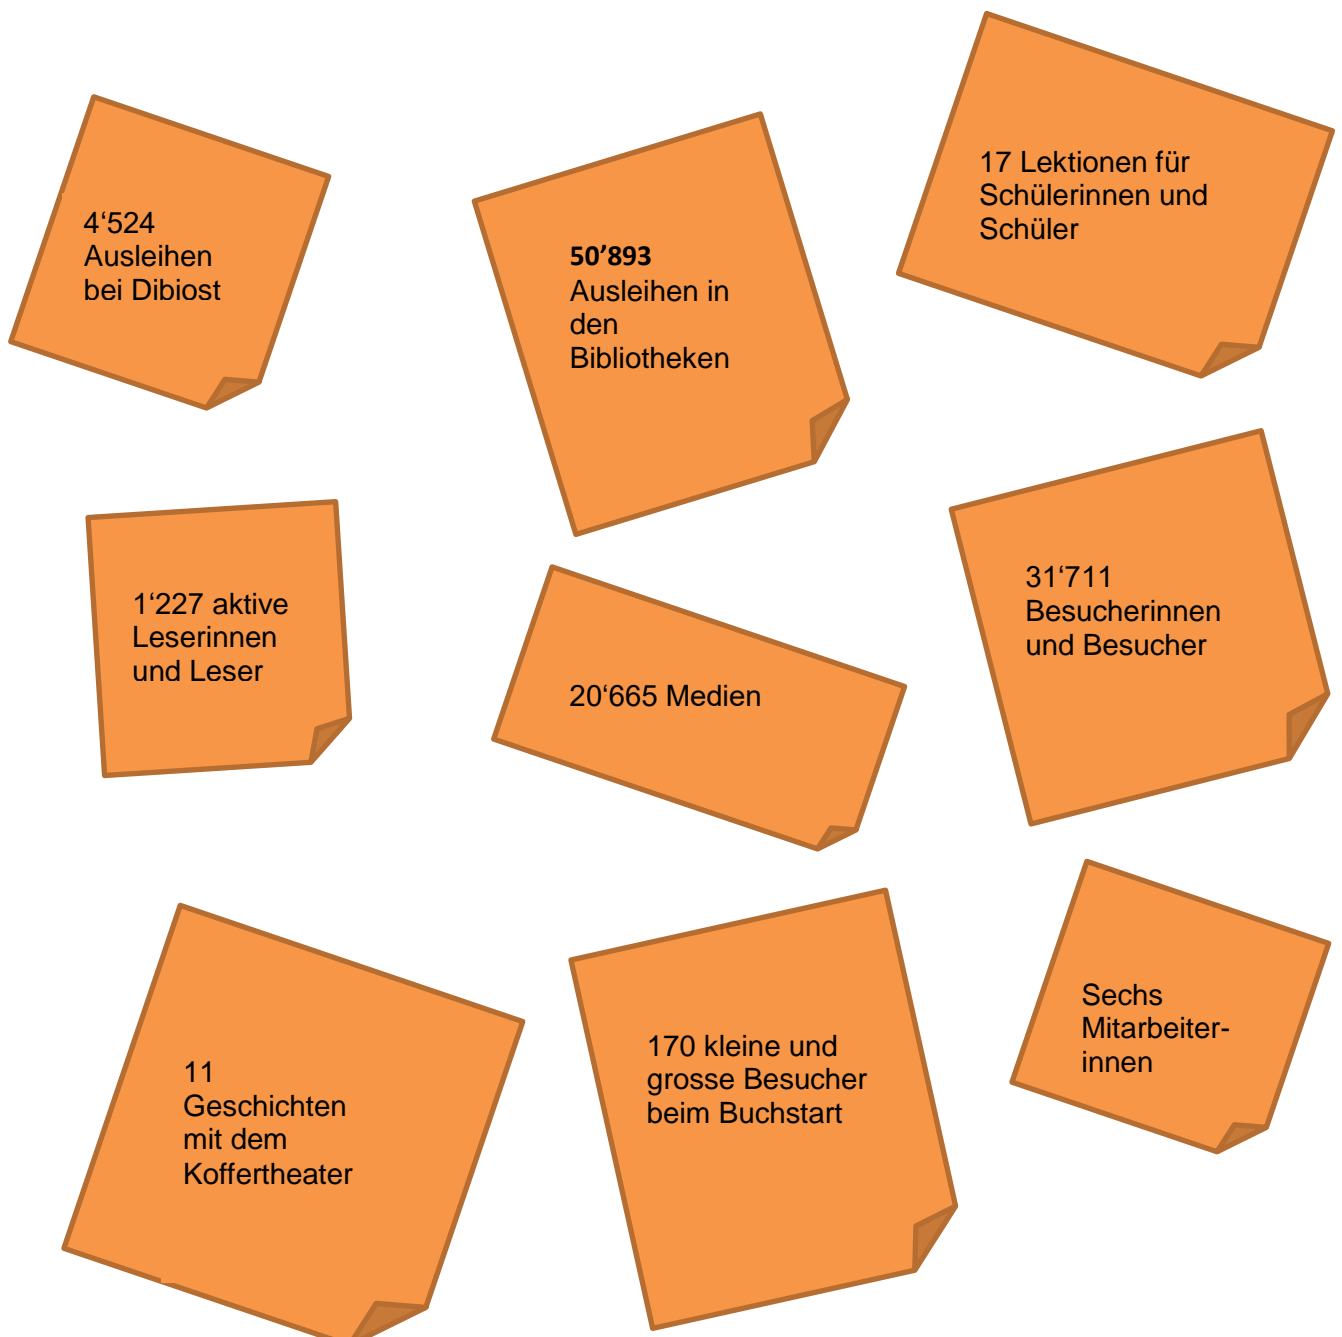 4‘524
Ausleihen
bei Dibiost
50’893
Ausleihen in
den
Bibliotheken
17 Lektionen für
Schülerinnen und
Schüler
1‘227 aktive
Leserinnen
und Leser
20‘665 Medien
31‘711
Besucherinnen
und Besucher
11
Geschichten
mit dem
Koffertheater
170 kleine und
grosse Besucher
beim Buchstart
Sechs
Mitarbeiter-
innen